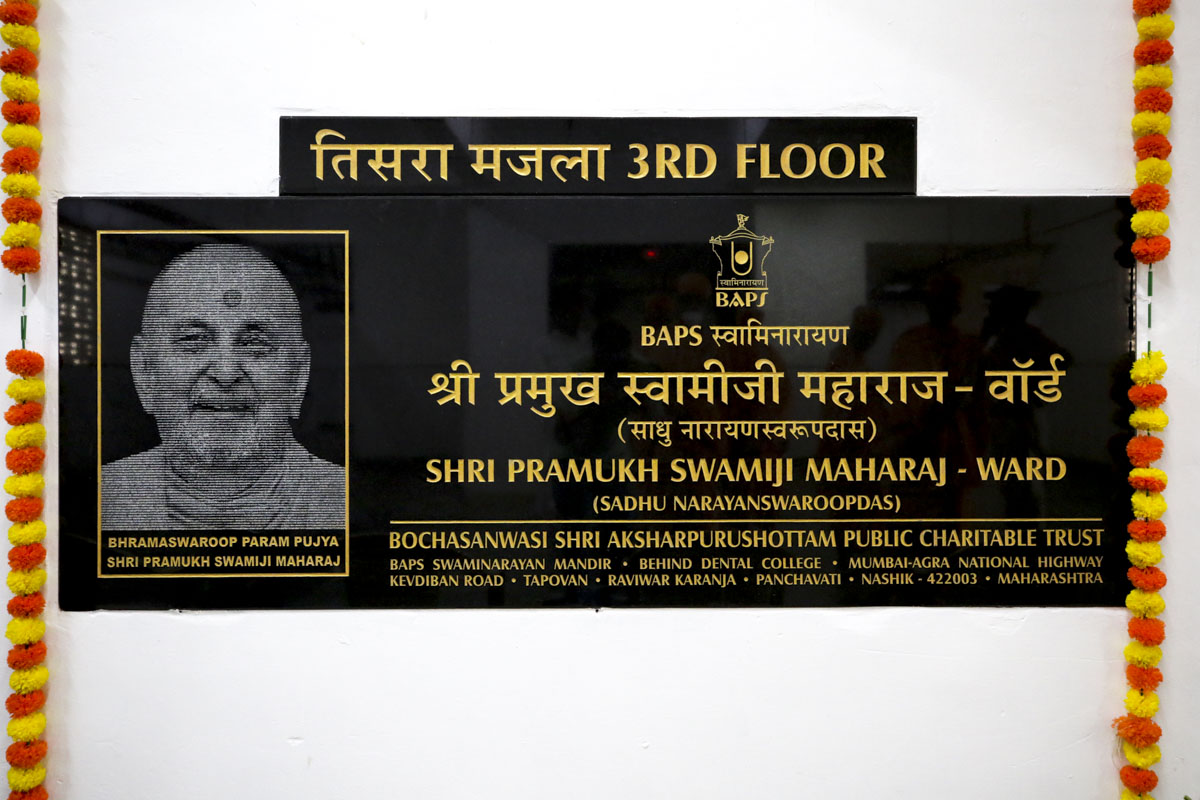 तिसरा मजला 3RD FLOOR
स्वामिनारायण
BAPS
BAPS स्वामिनारायण
श्री प्रमुख स्वामीजी महाराज - वॉर्ड
(साधु नारायणस्वरूपदास)
SHRI PRAMUKH SWAMIJI MAHARAJ - WARD
(SADHU NARAYANSWAROOPDAS)
BHRAMASWAROOP PARAM PUJYA
SHRI PRAMUKH SWAMIJI MAHARAJ
BOCHASANWASI SHRI AKSHARPURUSHOTTAM PUBLIC CHARITABLE TRUST
BAPS SWAMINARAYAN MANDIR • BEHIND DENTAL COLLEGE • MUMBAI-AGRA NATIONAL HIGHWAY
KEVDIBAN ROAD • TAPOVAN • RAVIWAR KARANJA • PANCHAVATI • NASHIK - 422003 • MAHARASHTRA